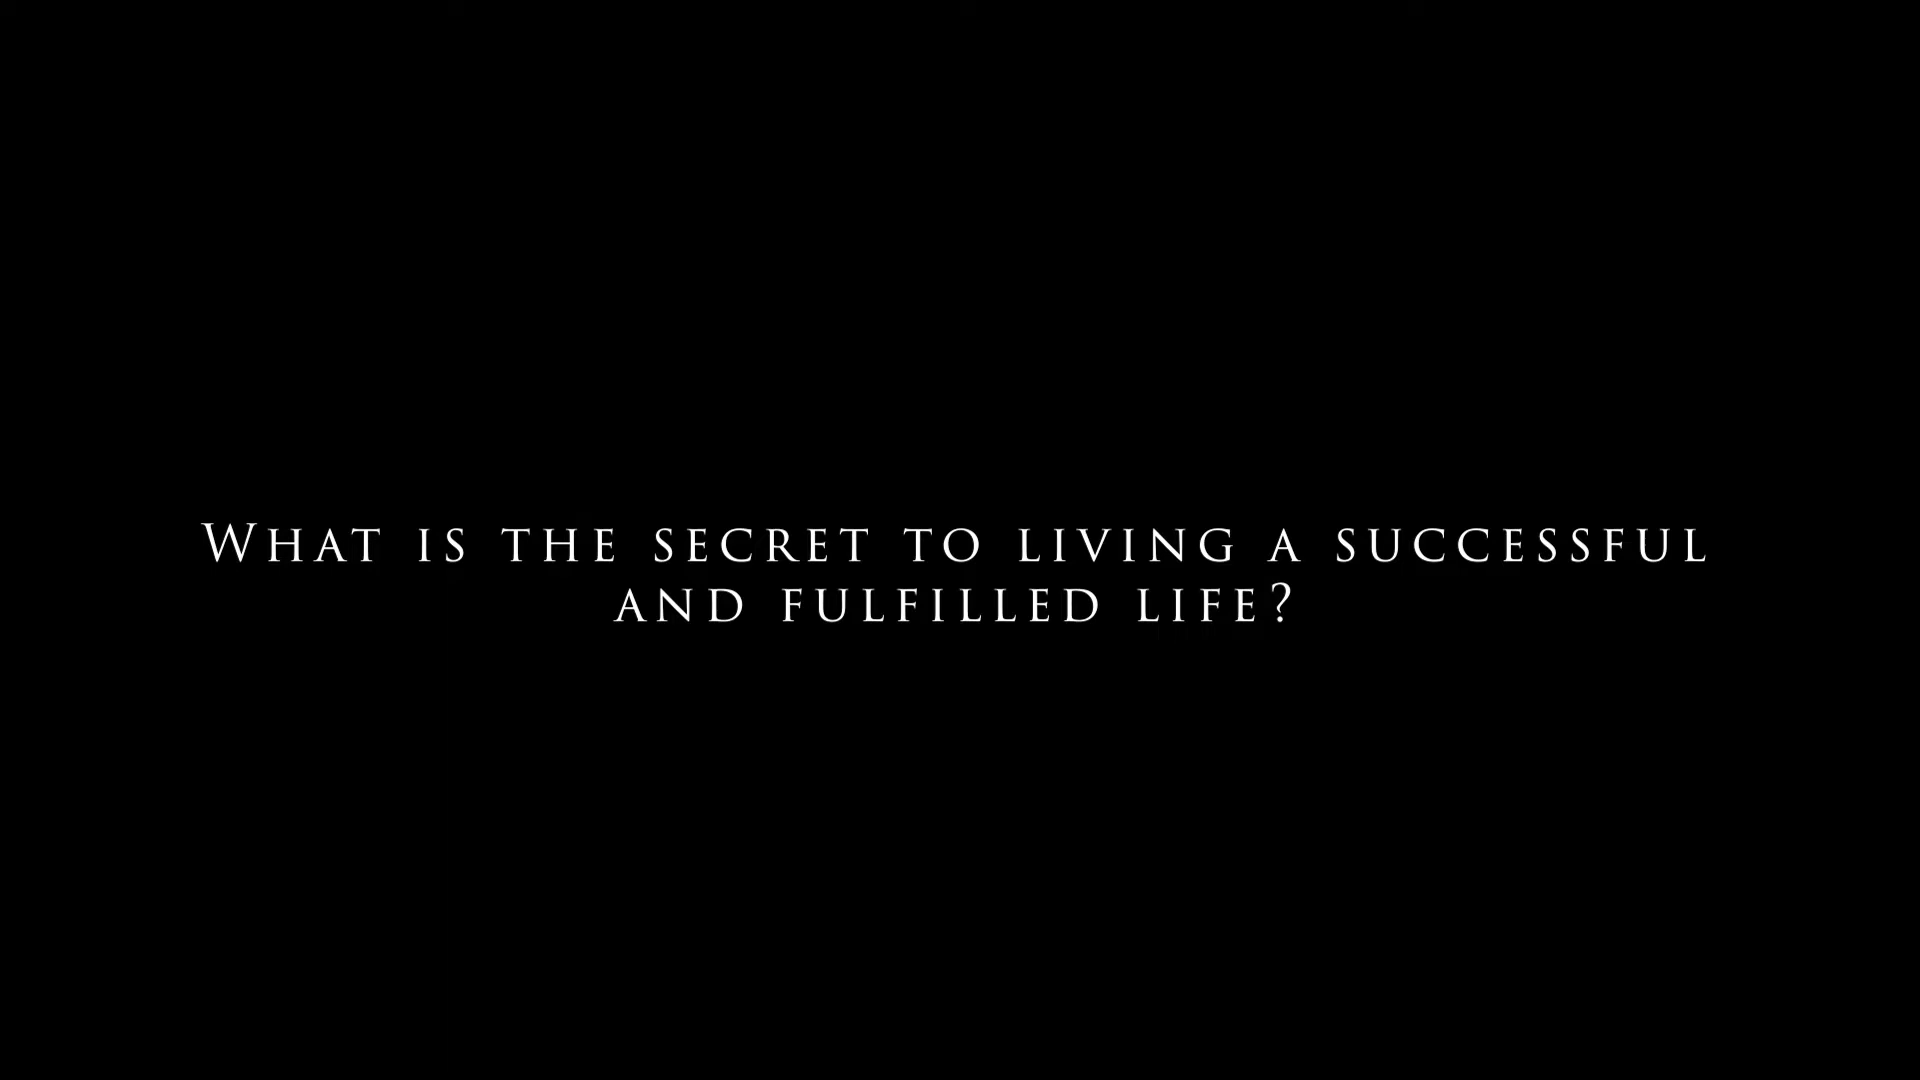 What is the secret to living a successful
and fulfilled life?